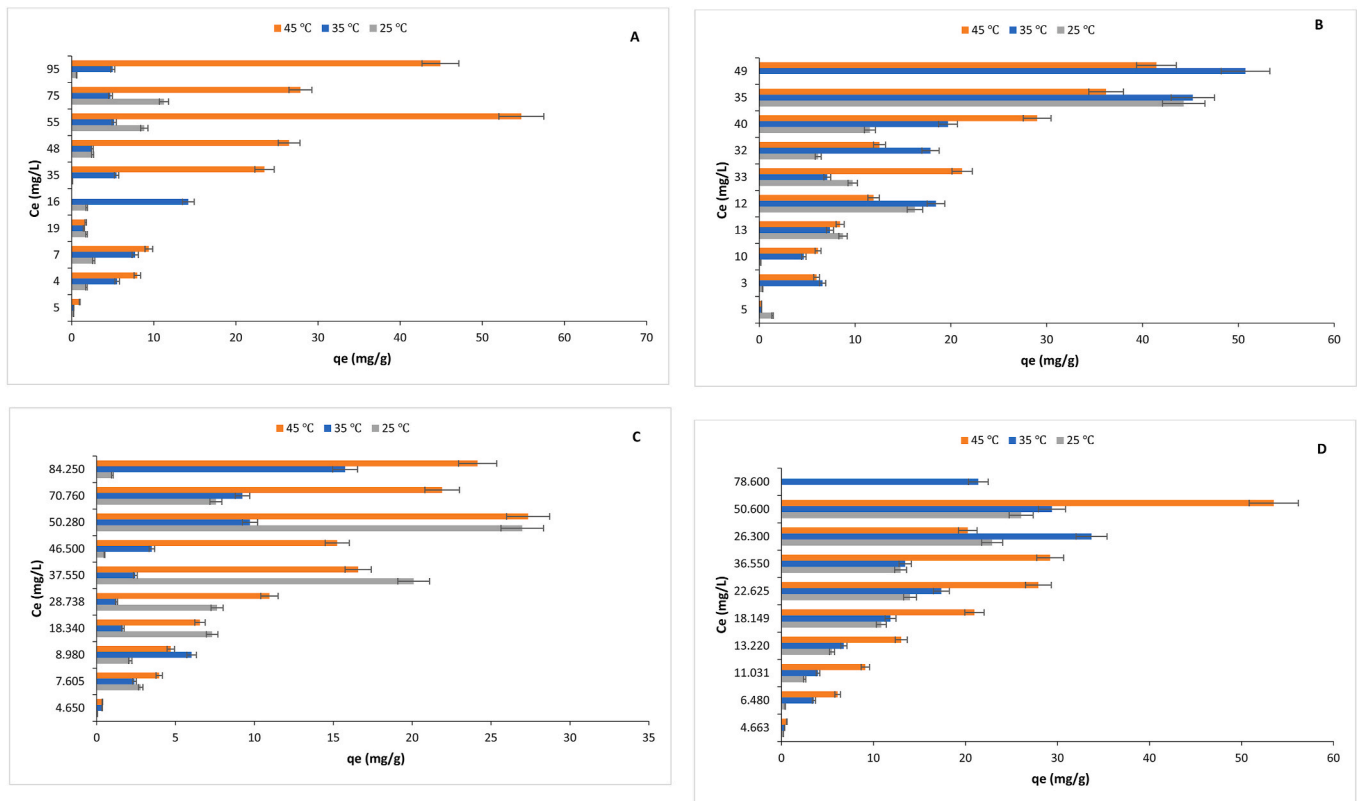 45 °C 35 °C 25 °C
A
Ce (mg/L)
95
75
55
48
35
16
19
7
4
5
0 10 20 30 40 50 60 70
qe (mg/g)
45 °C 35 °C 25 °C
B
Ce (mg/L)
49
35
40
32
33
12
13
10
3
5
0 10 20 30 40 50 60
qe (mg/g)
45 °C 35 °C 25 °C
C
Ce (mg/L)
84.250
70.760
50.280
46.500
37.550
28.738
18.340
8.980
7.605
4.650
0 5 10 15 20 25 30 35
qe (mg/g)
45 °C 35 °C 25 °C
D
Ce (mg/L)
78.600
50.600
26.300
36.550
22.625
18.149
13.220
11.031
6.480
4.663
0 10 20 30 40 50 60
qe (mg/g)